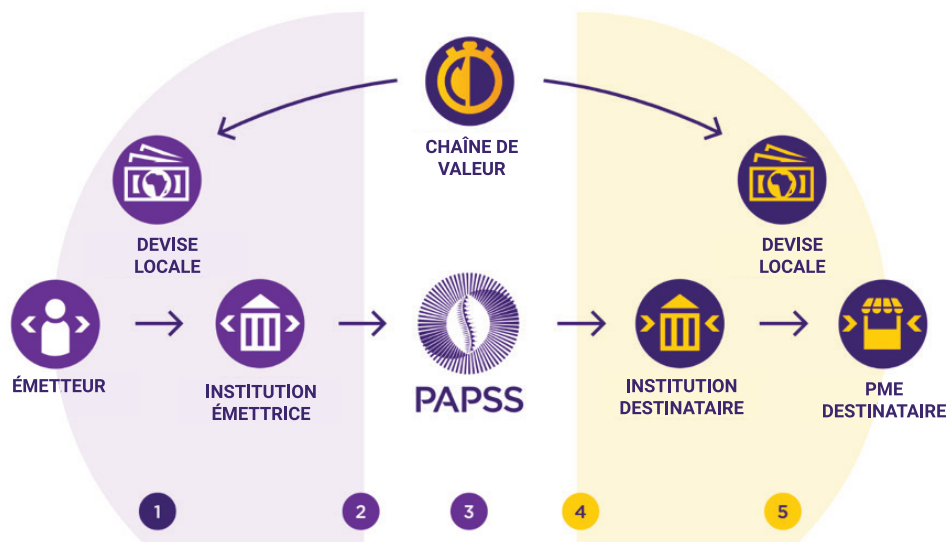 CHAÎNE DE
VALEUR
DEVISE
LOCALE
DEVISE
LOCALE
ÉMETTEUR
INSTITUTION
ÉMETTRICE
PAPSS
INSTITUTION
DESTINATAIRE
PME
DESTINATAIRE
1
2
3
4
5